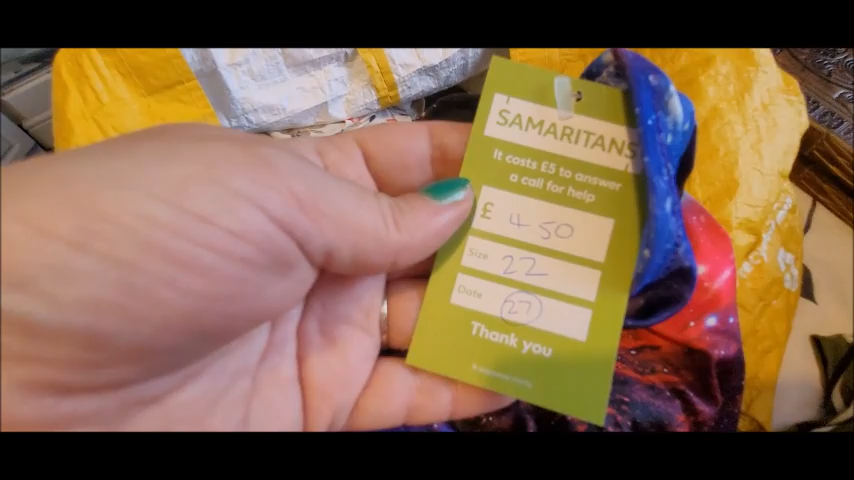 SAMARITANS
It costs £5 to answer
a call for help
£ 4 50
Size 22
Date 27
Thank you